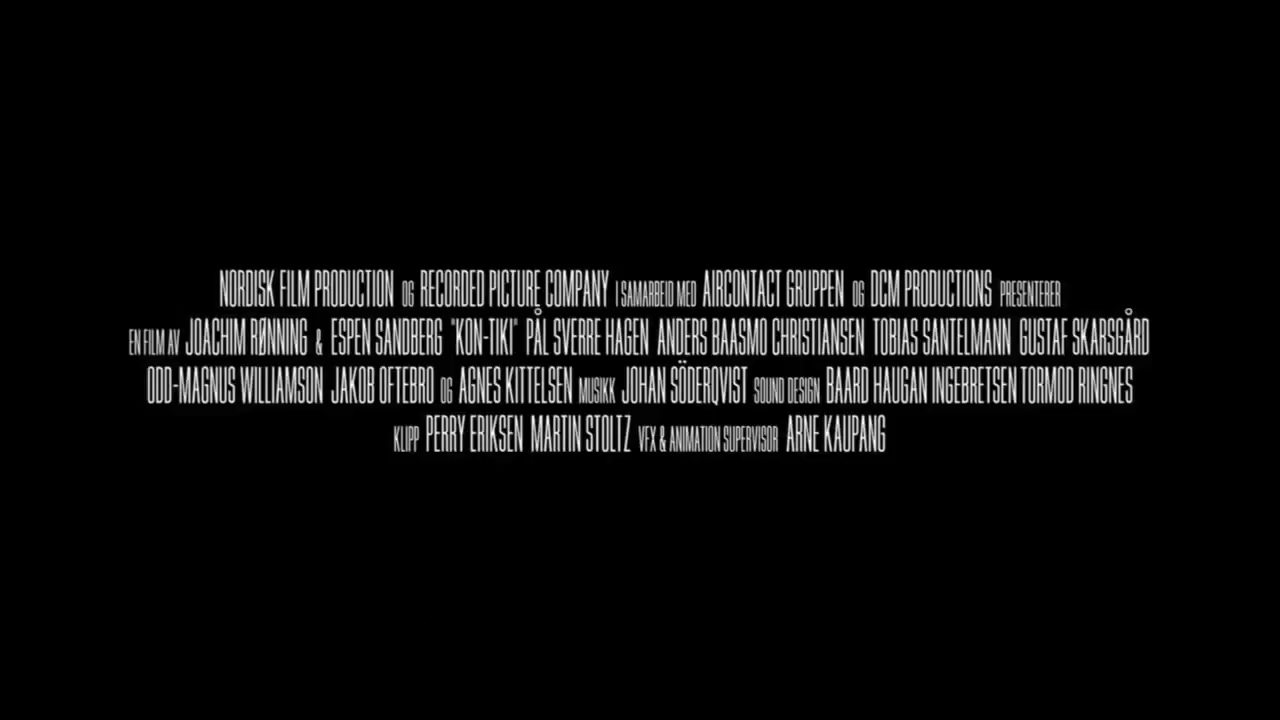 NORDISK FILM PRODUCTION OG RECORDED PICTURE COMPANY I SAMARBEID MED AIRCONTACT GRUPPEN OG DCM PRODUCTIONS PRESENTERER
EN FILM AV JOACHIM RØNNING & ESPEN SANDBERG "KON-TIKI" PÅL SVERRE HAGEN ANDERS BAASMO CHRISTIANSEN TOBIAS SANTELMANN GUSTAF SKARSGÅRD
ODD-MAGNUS WILLIAMSON JAKOB OFTEBRO OG AGNES KITTELSEN MUSIKK JOHAN SÖDERQVIST SOUND DESIGN BAARD HAUGAN INGEBRETSEN TORMOD RINGNES
KLIPP PERRY ERIKSEN MARTIN STOLTZ VFX & ANIMATION SUPERVISOR ARNE KAUPANG